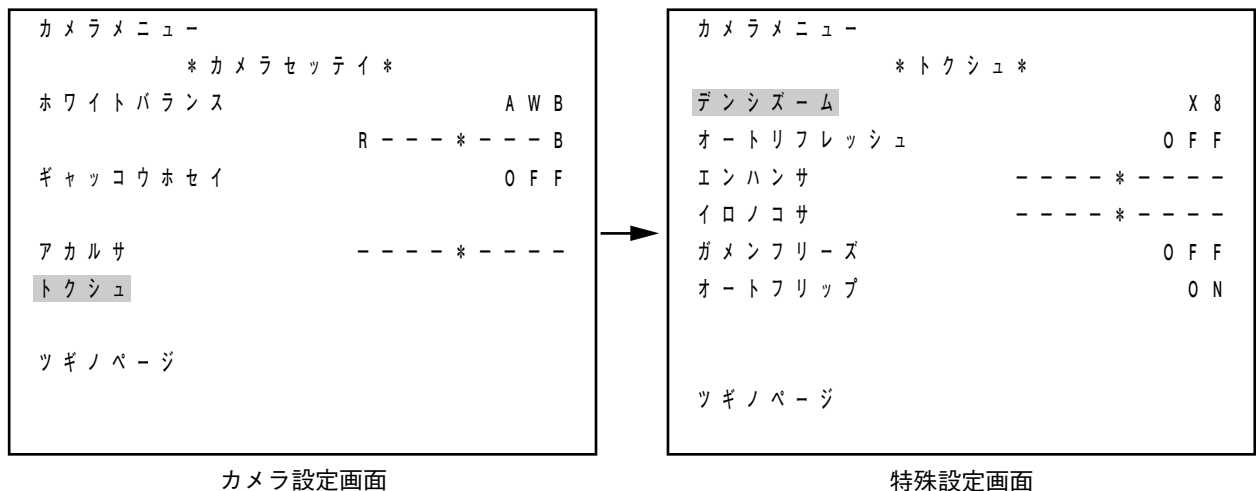 カメラメニュー
*カメラセッテイ*
ホワイトバランス AWB
R−−−*−−−B
ギャッコウホセイ OFF
アカルサ −−−−*−−−−
トクシュ
ツギノページ
カメラ設定画面
カメラメニュー
*トクシュ*
デンシズーム X8
オートリフレッシュ OFF
エンハンサ −−−−*−−−−
イロノコサ −−−−*−−−−
ガメンフリーズ OFF
オートフリップ ON
ツギノページ
特殊設定画面